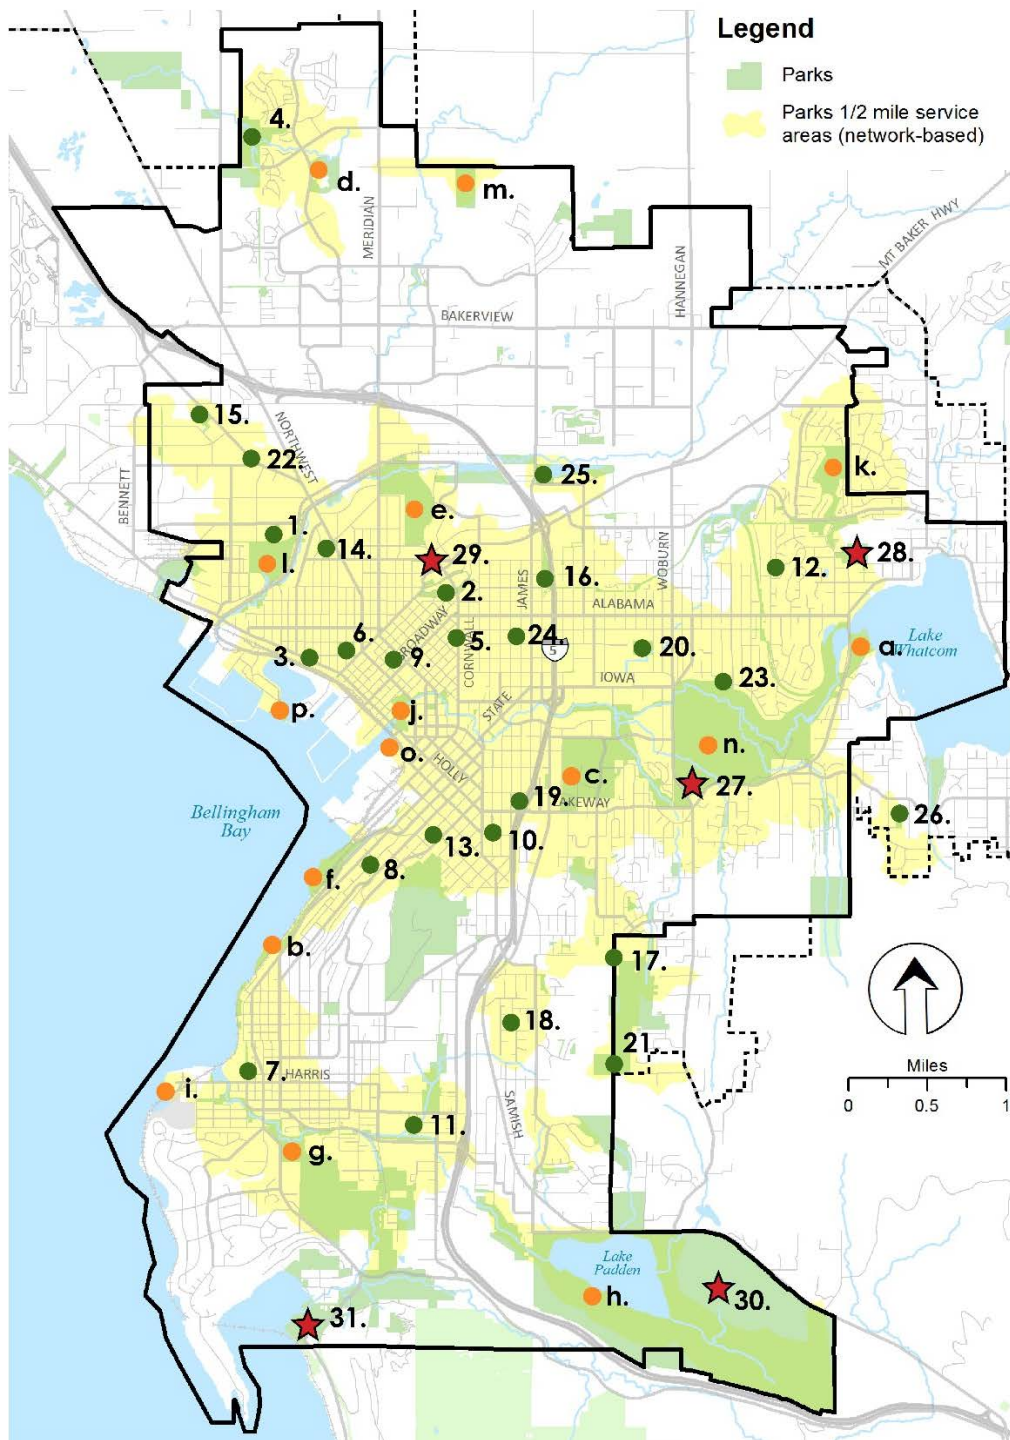 Legend
Parks
Parks 1/2 mile service
areas (network-based)
4.
d.
m.
MERIDIAN
HANNEGAN
MT BAKER HWY
BAKERVIEW
15.
NORTHWEST
22.
BENNETT
25.
k.
e.
1.
14.
l.
29.
JAMES
16.
WOBURN
12.
28.
2.
ALABAMA
BROADWAY
6.
3.
9.
CORNWALL
5.
24.
5
20.
a.
Lake
Whatcom
IOWA
23.
p.
j.
STATE
o.
HOLLY
n.
c.
27.
19.
LAKEWAY
Bellingham
Bay
26.
13.
10.
8.
f.
b.
17.
18.
21.
7.
HARRIS
Miles
0
0.5
1
i.
11.
SAMISH
g.
Lake
Padden
h.
30.
31.